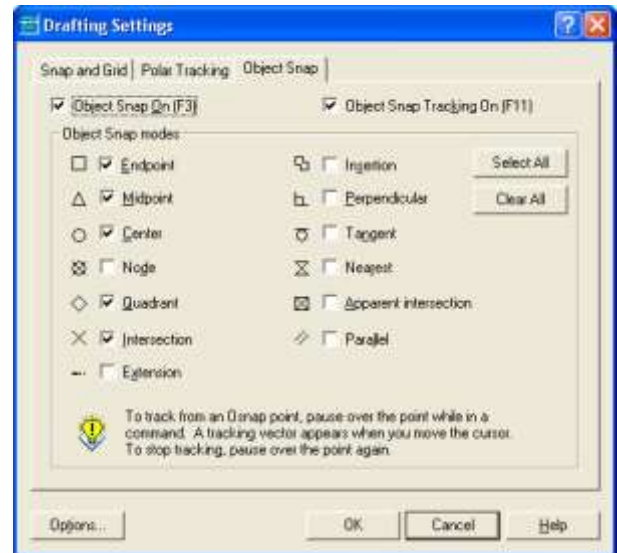 Drafting Settings
Snap and Grid Polar Tracking Object Snap
Object Snap On (F3) Object Snap Tracking On (F11)
Object Snap modes
Endpoint Insertion Select All
Midpoint Perpendicular Clear All
Center Tangent
Node Nearest
Quadrant Apparent intersection
Intersection Parallel
Extension
To track from an Osnap point, pause over the point while in a
command. A tracking vector appears when you move the cursor.
To stop tracking, pause over the point again.
Options... OK Cancel Help